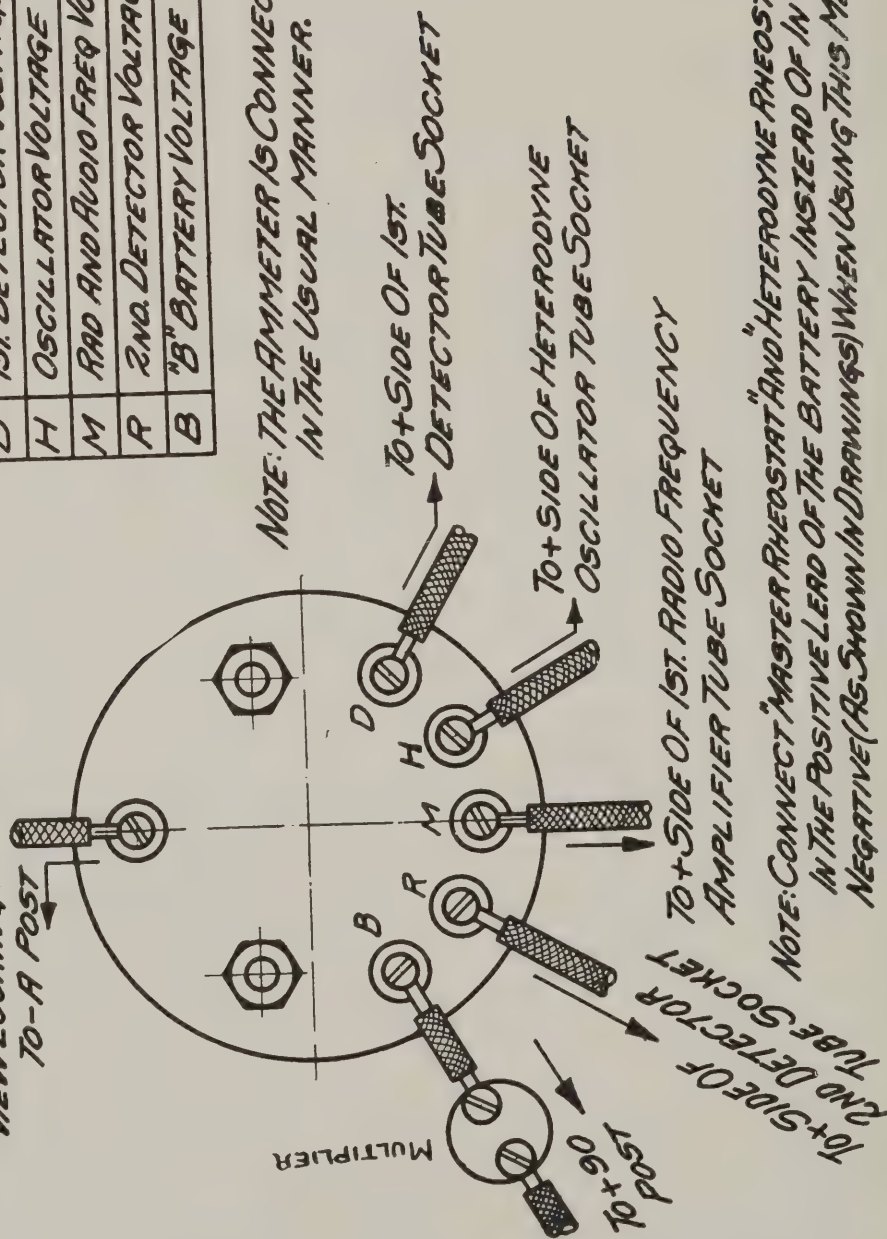 TO-A POST
D 1ST. DETECTOR
H OSCILLATOR VOLTAGE
M RAD AND AUDIO FREQ
R 2ND. DETECTOR
B "B" BATTERY VOLTAGE
NOTE: THE AMMETER IS
IN THE USUAL MANNER.
TO + SIDE OF 1ST.
DETECTOR TUBE SOCKET
TO + SIDE OF HETERODYNE
OSCILLATOR TUBE SOCKET
TO + SIDE OF 1ST. RADIO FREQUENCY
AMPLIFIER TUBE SOCKET
TO + SIDE OF
2ND DETECTOR
TUBE SOCKET
TO + 90
POST
MULTIPLIER
B
R
M
H
D
NOTE: CONNECT "MASTER RHEOSTAT" AND "HETERODYNE
IN THE POSITIVE LEAD OF THE BATTERY INSTEAD OF IN
NEGATIVE (AS SHOWN IN DRAWINGS) WHEN USING THIS